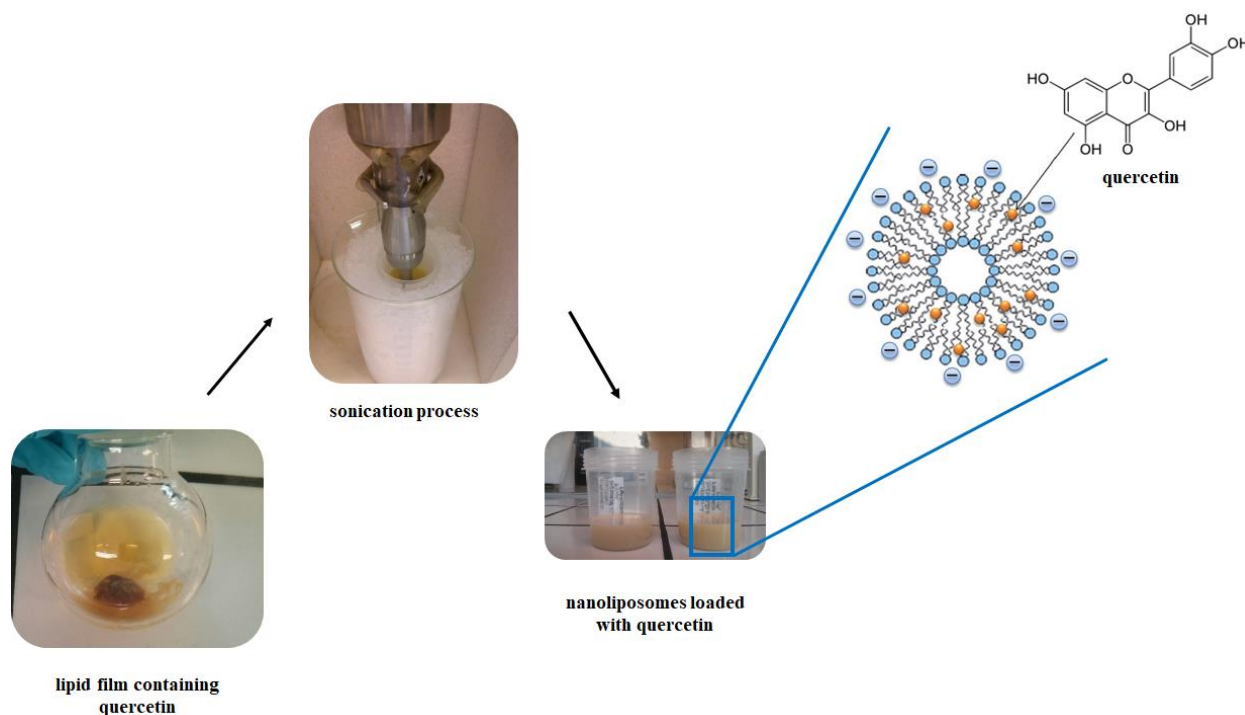 OH
OH
HO
O
OH
OH
O
quercetin
sonication process
nanoliposomes loaded
with quercetin
lipid film containing
quercetin